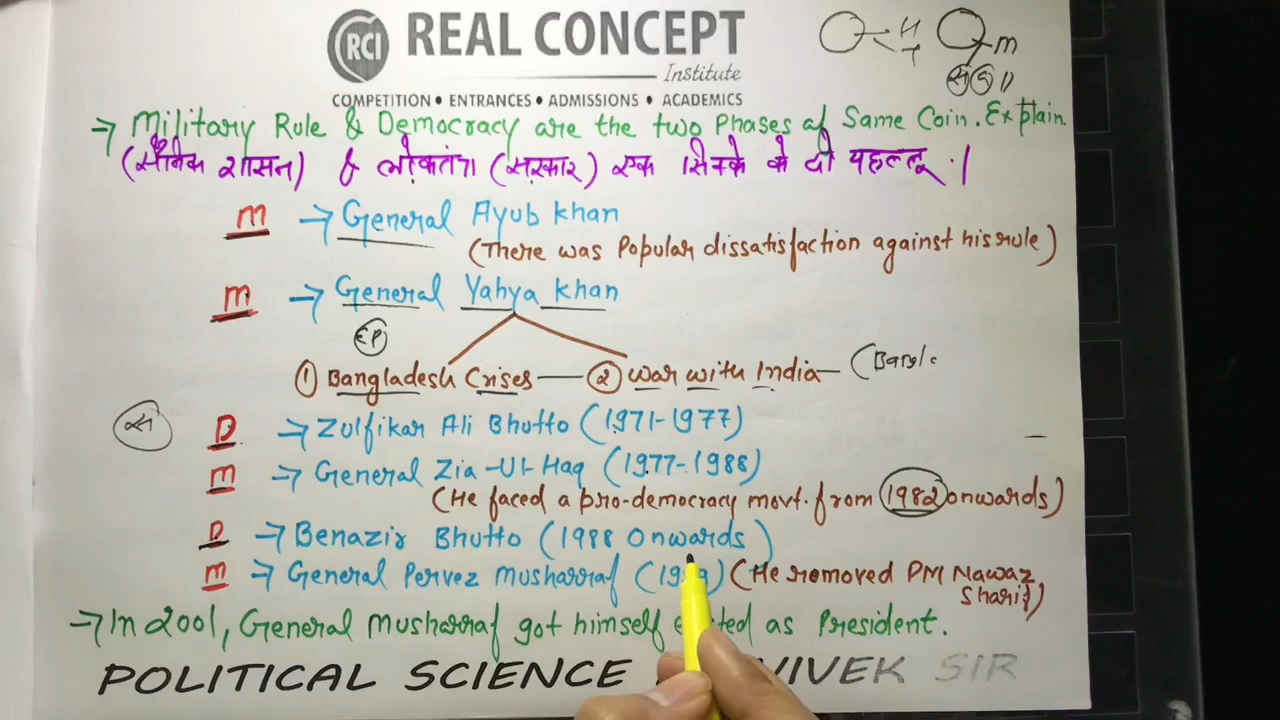 RCI REAL CONCEPT
Institute
COMPETITION • ENTRANCES • ADMISSIONS • ACADEMICS
H
T
m
→ Military Rule & Democracy are the two Phases of Same Coin. Explain.
(सैनिक शासन) & लोकतंत्र (सरकार) एक सिक्के के दो पहल्लू।
m → General Ayub Khan
(There was Popular dissatisfaction against his rule)
m → General Yahya Khan
EP
① Bangladesh Crises — ② War with India — (Bangl
D → Zulfikar Ali Bhutto (1971-1977)
m → General Zia-Ul-Haq (1977-1988)
(He faced a pro-democracy movt. from 1982 onwards)
D → Benazir Bhutto (1988 Onwards)
m → General Pervez Musharraf (19 9) (He removed PM Nawaz
Sharif)
→ In 2001, General Musharraf got himself as President.
POLITICAL SCIENCE VIVEK SIR